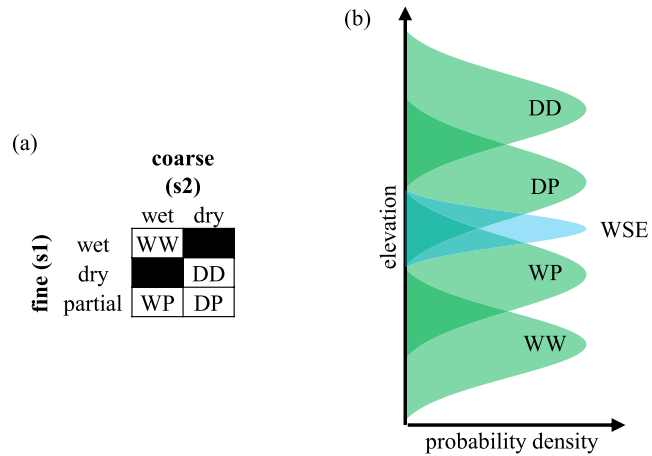 (a)
coarse
(s2)
wet dry
fine (s1)
wet WW
dry DD
partial WP DP
(b)
elevation
DD
DP
WSE
WP
WW
probability density